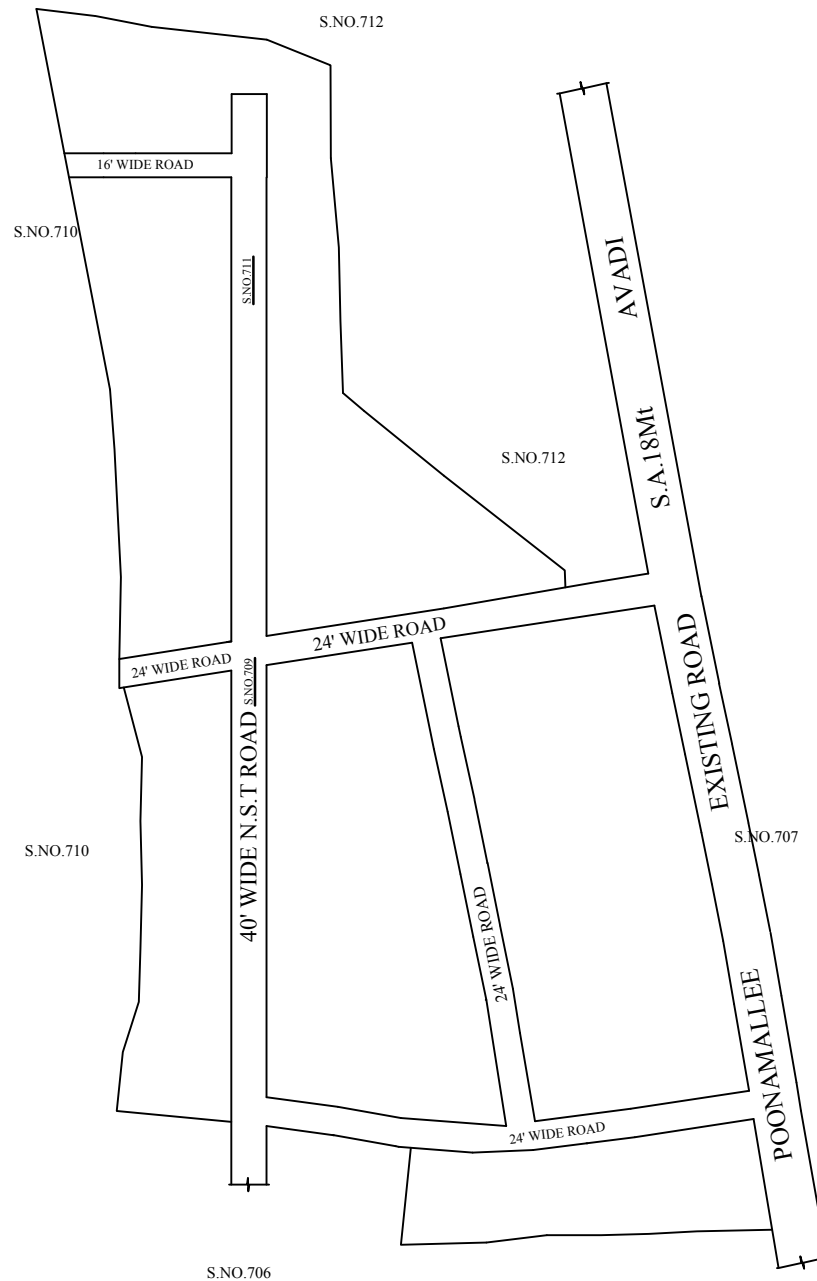 S.NO.712
16' WIDE ROAD
S.NO.710
S.NO.711
AVADI
S.A.18Mt
S.NO.712
24' WIDE ROAD
24' WIDE ROAD
S.NO.709
40' WIDE N.S.T ROAD
EXISTING ROAD
S.NO.707
S.NO.710
24' WIDE ROAD
POONAMALLEE
24' WIDE ROAD
S.NO.706